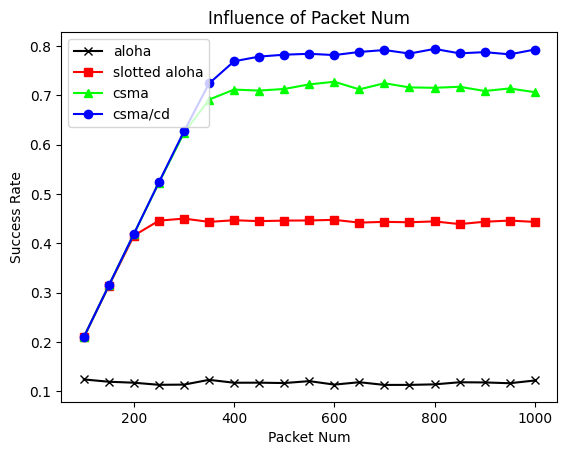 Influence of Packet Num
aloha
slotted aloha
csma
csma/cd
Success Rate
0.8
0.7
0.6
0.5
0.4
0.3
0.2
0.1
200
400
600
800
1000
Packet Num